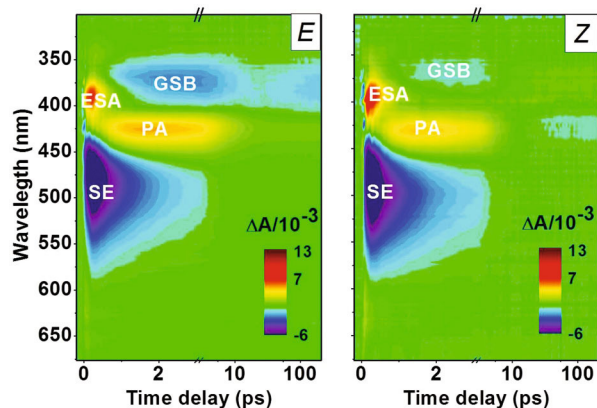 E
Z
Wavelegth (nm)
350
400
450
500
550
600
650
ESA
GSB
PA
SE
ΔA/10⁻³
13
7
-6
0
2
10
100
Time delay (ps)
ESA
GSB
PA
SE
ΔA/10⁻³
13
7
-6
0
2
10
100
Time delay (ps)